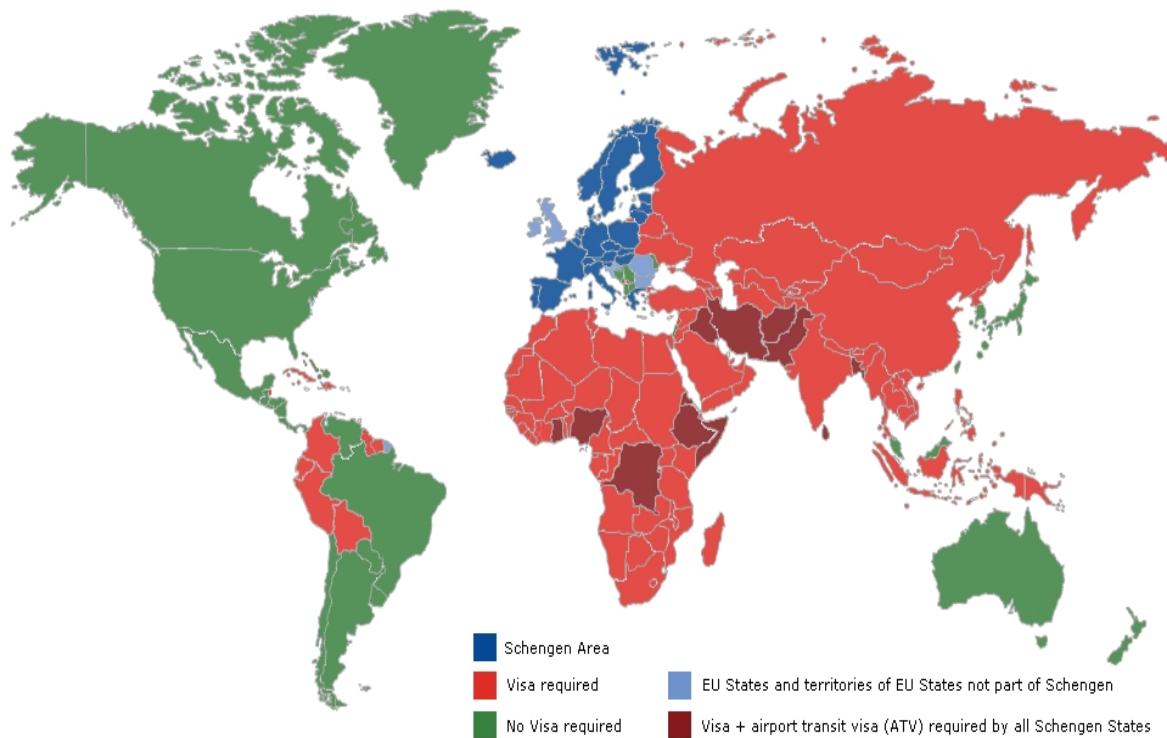 Schengen Area
Visa required
EU States and territories of EU States not part of Schengen
No Visa required
Visa + airport transit visa (ATV) required by all Schengen States